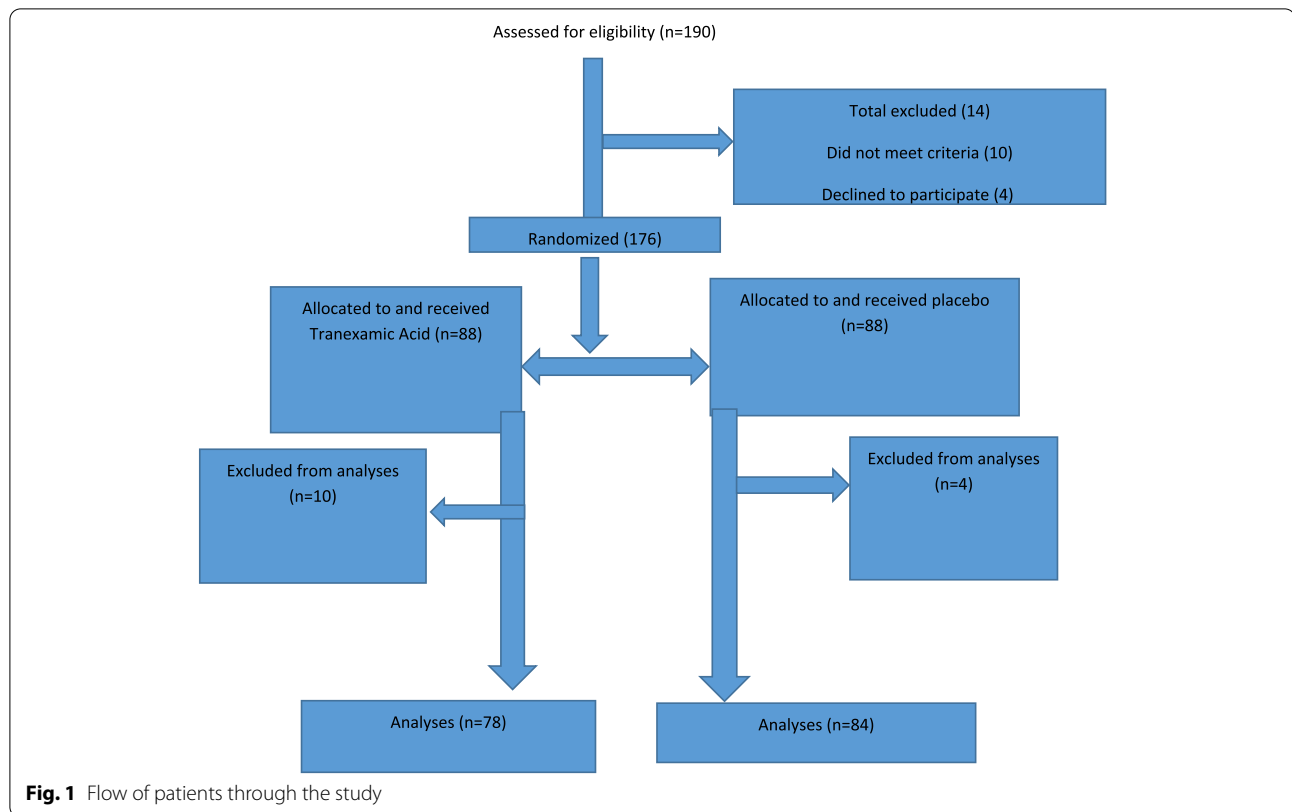 Assessed for eligibility (n=190)
Total excluded (14)
Did not meet criteria (10)
Declined to participate (4)
Randomized (176)
Allocated to and received
Tranexamic Acid (n=88)
Allocated to and received placebo
(n=88)
Excluded from analyses
(n=10)
Excluded from analyses
(n=4)
Analyses (n=78)
Analyses (n=84)
Fig. 1 Flow of patients through the study